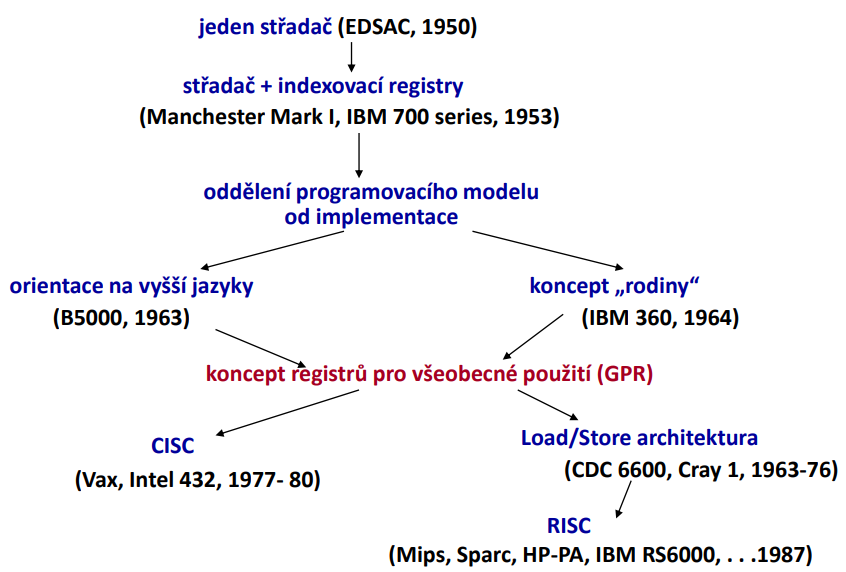 jeden střadač (EDSAC, 1950)
střadač + indexovací registry
(Manchester Mark I, IBM 700 series, 1953)
oddělení programovacího modelu
od implementace
orientace na vyšší jazyky
(B5000, 1963)
koncept „rodiny“
(IBM 360, 1964)
koncept registrů pro všeobecné použití (GPR)
CISC
(Vax, Intel 432, 1977- 80)
Load/Store architektura
(CDC 6600, Cray 1, 1963-76)
RISC
(Mips, Sparc, HP-PA, IBM RS6000, . . .1987)